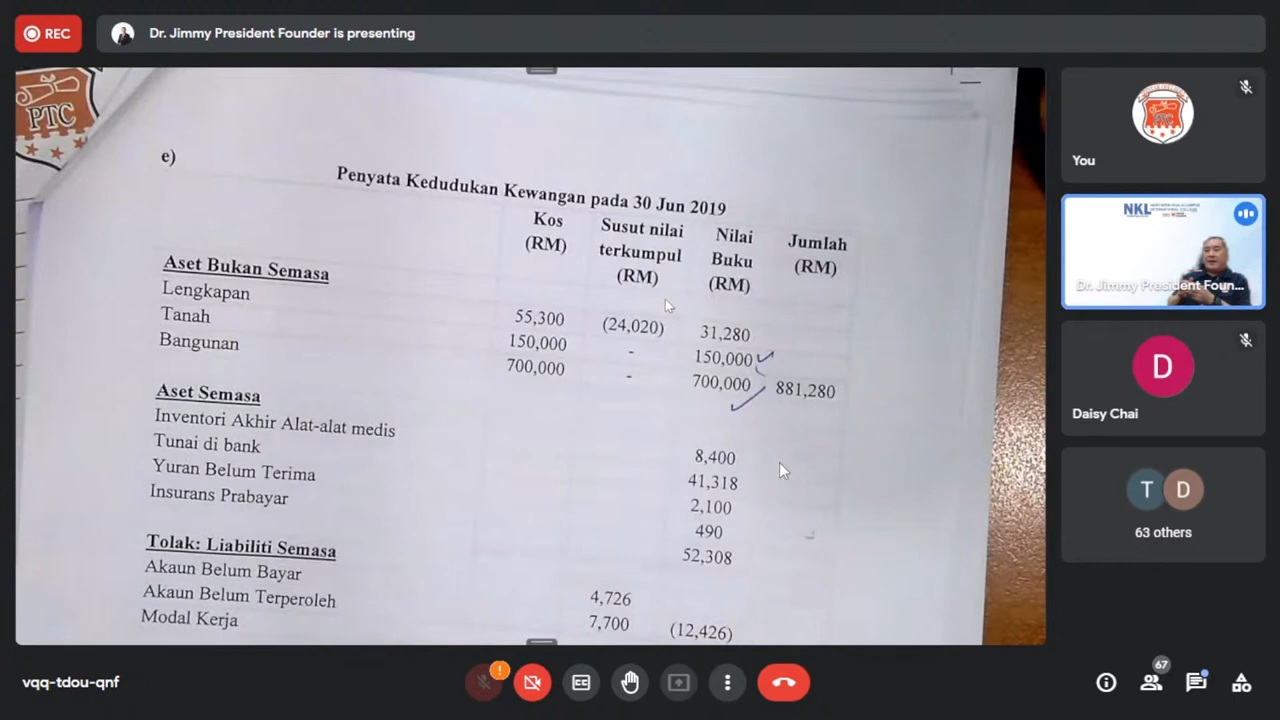 REC
Dr. Jimmy President Founder is presenting
PTC
e)
Penyata Kedudukan Kewangan pada 30 Jun 2019
Kos (RM) Susut nilai terkumpul (RM) Nilai Buku (RM) Jumlah (RM)
Aset Bukan Semasa
Lengkapan 55,300 (24,020) 31,280
Tanah 150,000 - 150,000
Bangunan 700,000 - 700,000 881,280
Aset Semasa
Inventori Akhir Alat-alat medis 8,400
Tunai di bank 41,318
Yuran Belum Terima 2,100
Insurans Prabayar 490
52,308
Tolak: Liabiliti Semasa
Akaun Belum Bayar 4,726
Akaun Belum Terperoleh 7,700 (12,426)
Modal Kerja
You
NKL
Dr. Jimmy President Foun...
D
Daisy Chai
T D
63 others
vqq-tdou-qnf
67